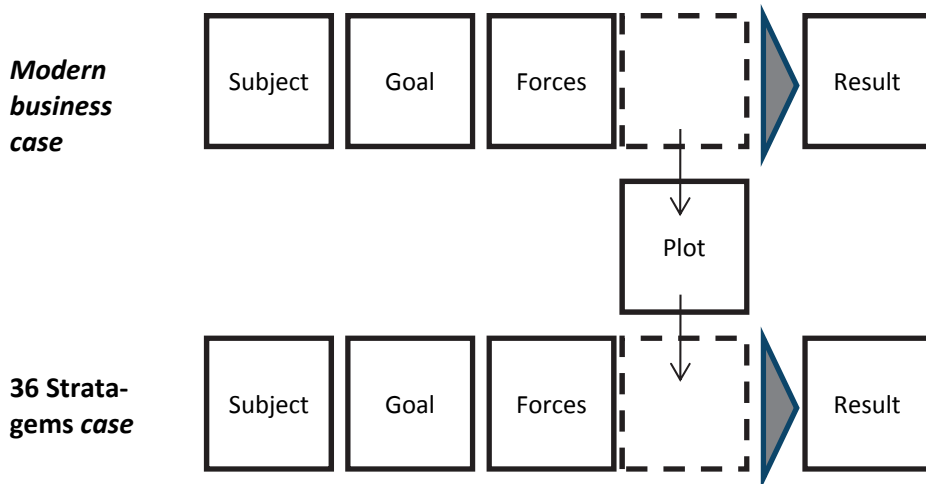 Modern
business
case
Subject
Goal
Forces
Result
Plot
36 Strata-
gems case
Subject
Goal
Forces
Result